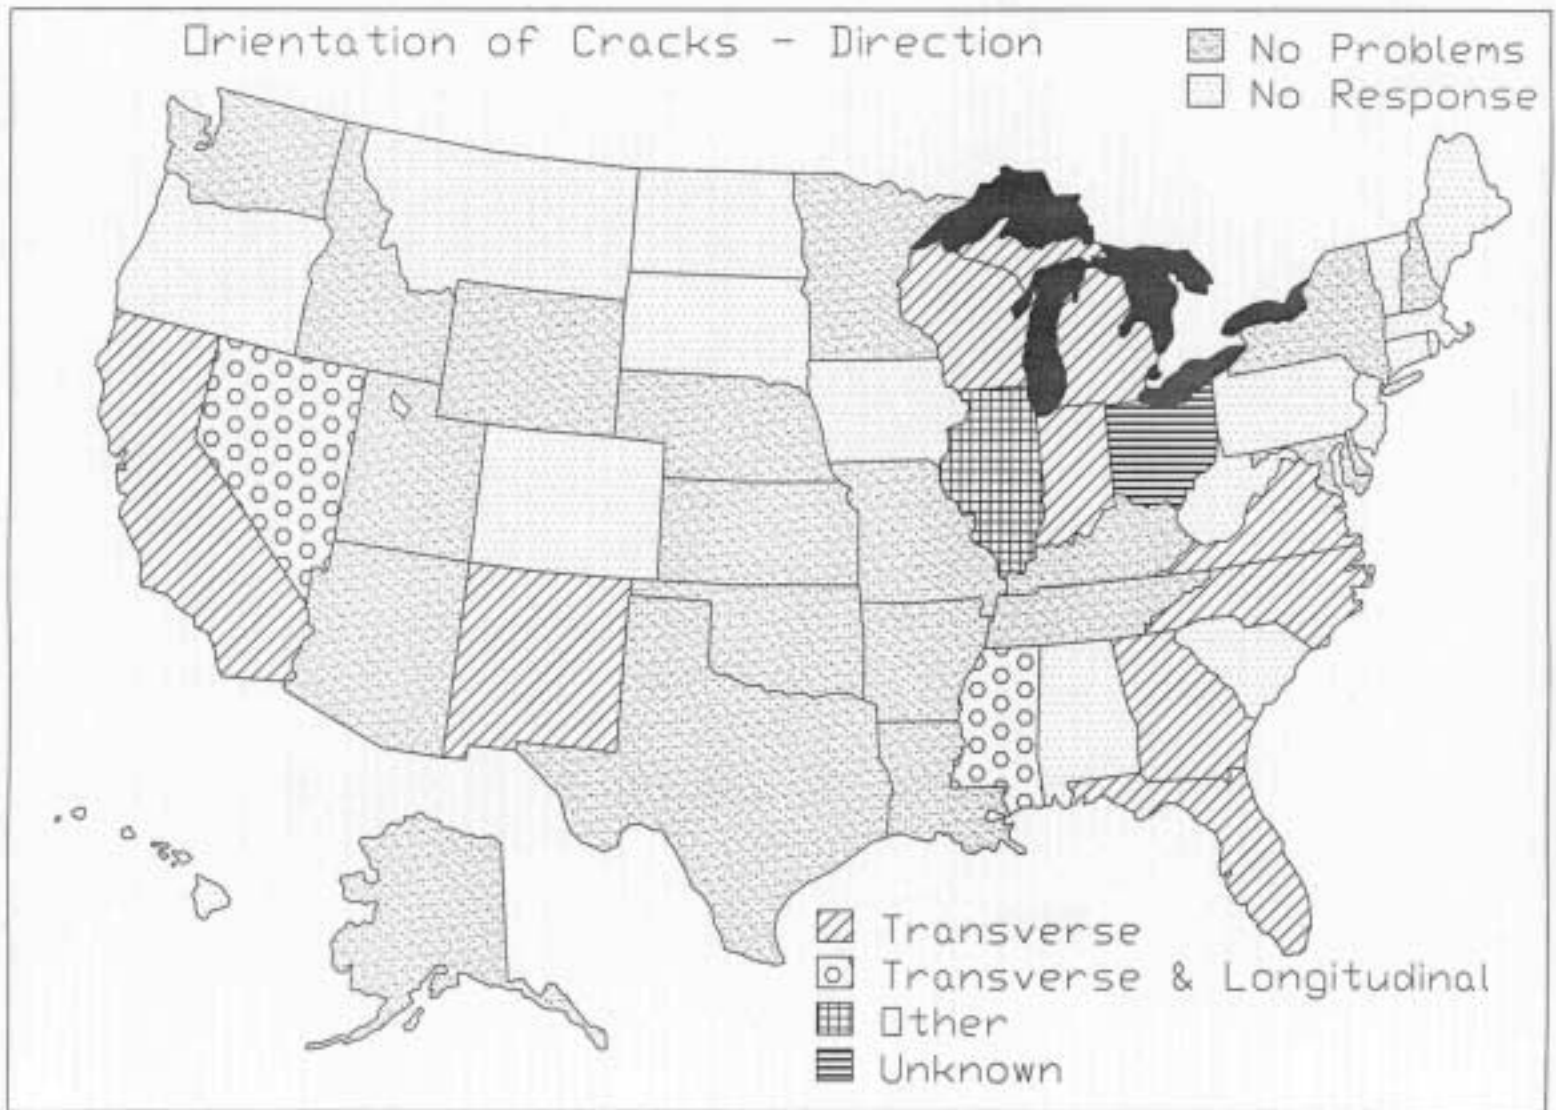 Orientation of Cracks - Direction
No Problems
No Response
Transverse
Transverse & Longitudinal
Other
Unknown